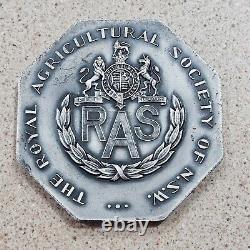 THE ROYAL AGRICULTURAL SOCIETY OF N.S.W.
RAS